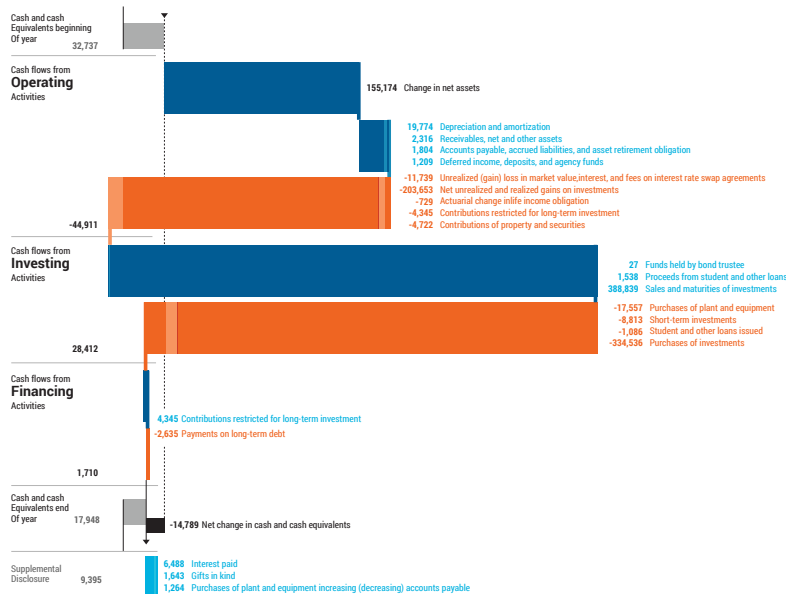 Cash and cash
Equivalents beginning
Of year
32,737
Cash flows from
Operating
Activities
155,174 Change in net assets
19,774 Depreciation and amortization
2,316 Receivables, net and other assets
1,804 Accounts payable, accrued liabilities, and asset retirement obligation
1,209 Deferred income, deposits, and agency funds
-11,739 Unrealized (gain) loss in market value,interest, and fees on interest rate swap agreements
-203,653 Net unrealized and realized gains on investments
-729 Actuarial change inlife income obligation
-4,345 Contributions restricted for long-term investment
-4,722 Contributions of property and securities
-44,911
Cash flows from
Investing
Activities
27 Funds held by bond trustee
1,538 Proceeds from student and other loans
388,839 Sales and maturities of investments
-17,557 Purchases of plant and equipment
-8,813 Short-term investments
-1,086 Student and other loans issued
-334,536 Purchases of investments
28,412
Cash flows from
Financing
Activities
4,345 Contributions restricted for long-term investment
-2,635 Payments on long-term debt
1,710
Cash and cash
Equivalents end
Of year
17,948
-14,789 Net change in cash and cash equivalents
Supplemental
Disclosure
9,395
6,488 Interest paid
1,643 Gifts in kind
1,264 Purchases of plant and equipment increasing (decreasing) accounts payable